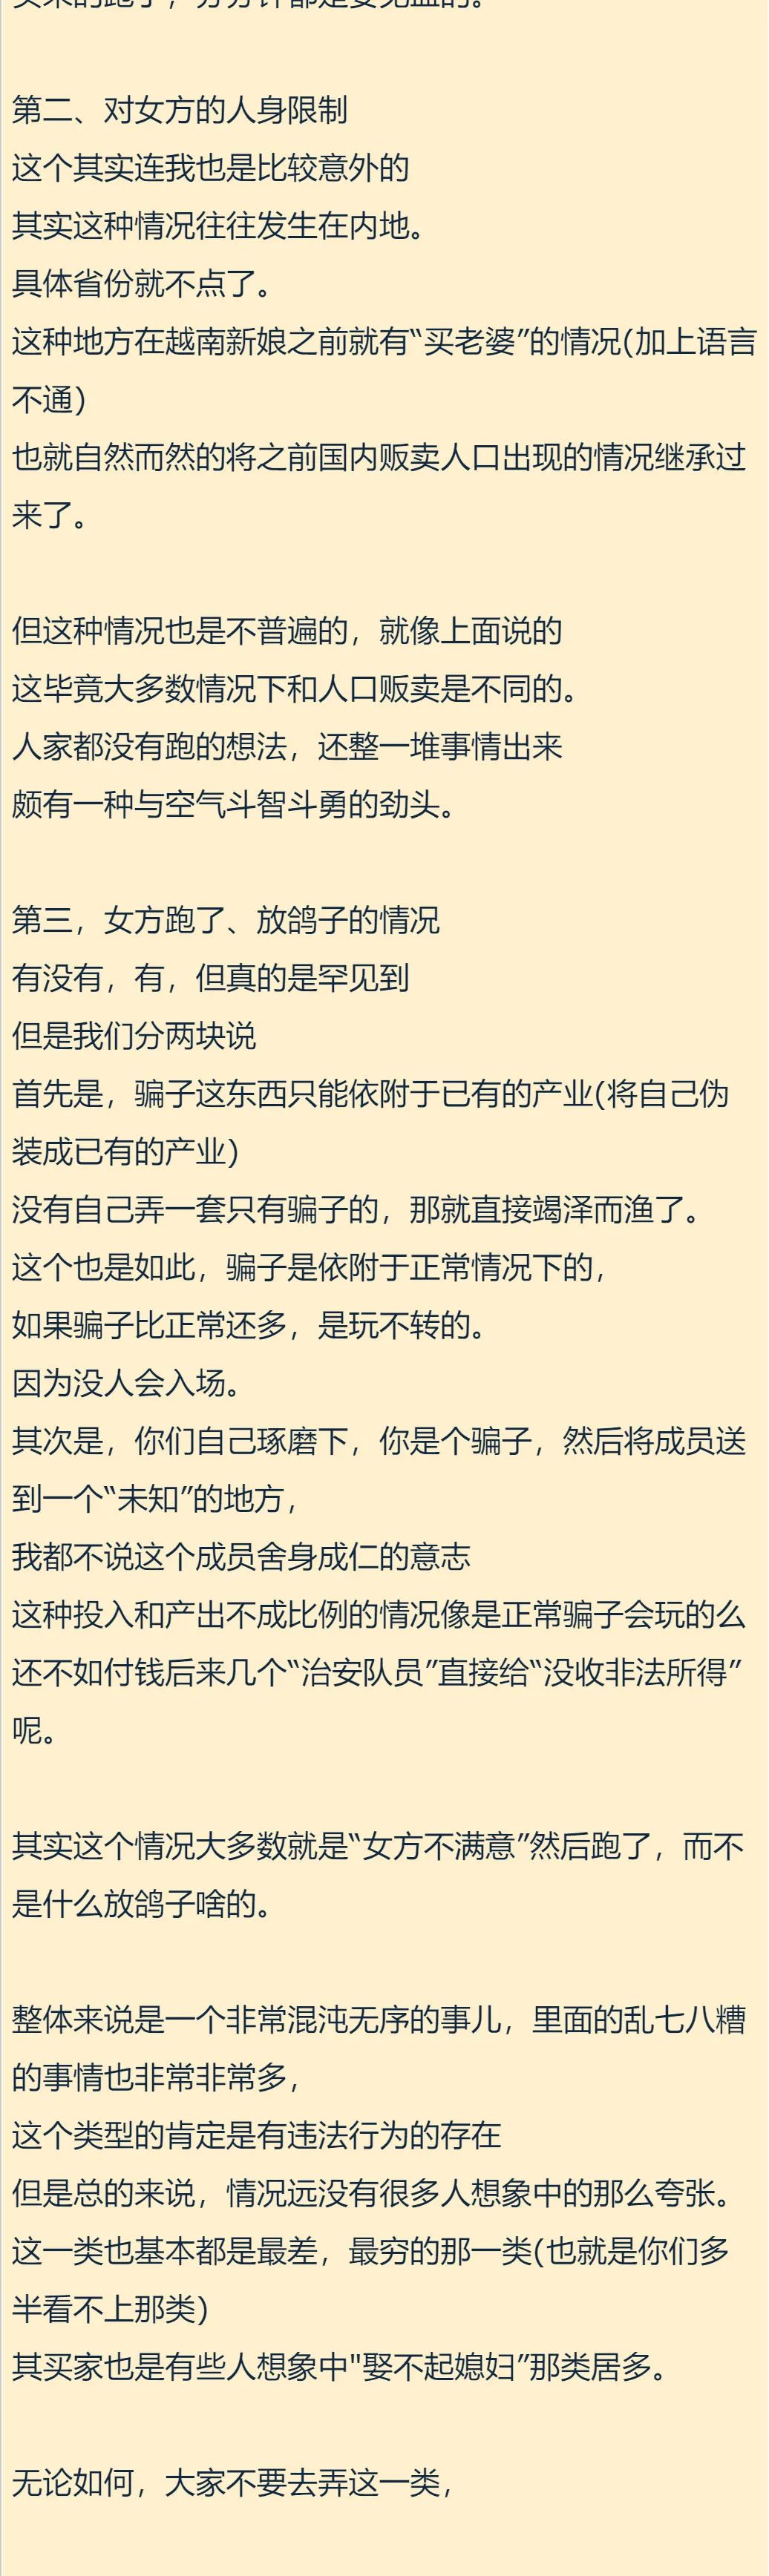 第二、对女方的人身限制
这个其实连我也是比较意外的
其实这种情况往往发生在内地。
具体省份就不点了。
这种地方在越南新娘之前就有“买老婆”的情况(加上语言
不通)
也就自然而然的将之前国内贩卖人口出现的情况继承过
来了。
但这种情况也是不普遍的，就像上面说的
这毕竟大多数情况下和人口贩卖是不同的。
人家都没有跑的想法，还整一堆事情出来
颇有一种与空气斗智斗勇的劲头。
第三，女方跑了、放鸽子的情况
有没有，有，但真的是罕见到
但是我们分两块说
首先是，骗子这东西只能依附于已有的产业(将自己伪
装成已有的产业)
没有自己弄一套只有骗子的，那就直接竭泽而渔了。
这个也是如此，骗子是依附于正常情况下的，
如果骗子比正常还多，是玩不转的。
因为没人会入场。
其次是，你们自己琢磨下，你是个骗子，然后将成员送
到一个“未知”的地方，
我都不说这个成员舍身成仁的意志
这种投入和产出不成比例的情况像是正常骗子会玩的么
还不如付钱后来几个“治安队员”直接给“没收非法所得”
呢。
其实这个情况大多数就是“女方不满意”然后跑了，而不
是什么放鸽子啥的。
整体来说是一个非常混沌无序的事儿，里面的乱七八糟
的事情也非常非常多，
这个类型的肯定是有违法行为的存在
但是总的来说，情况远没有很多人想象中的那么夸张。
这一类也基本都是最差，最穷的那一类(也就是你们多
半看不上那类)
其买家也是有些人想象中"娶不起媳妇”那类居多。
无论如何，大家不要去弄这一类，